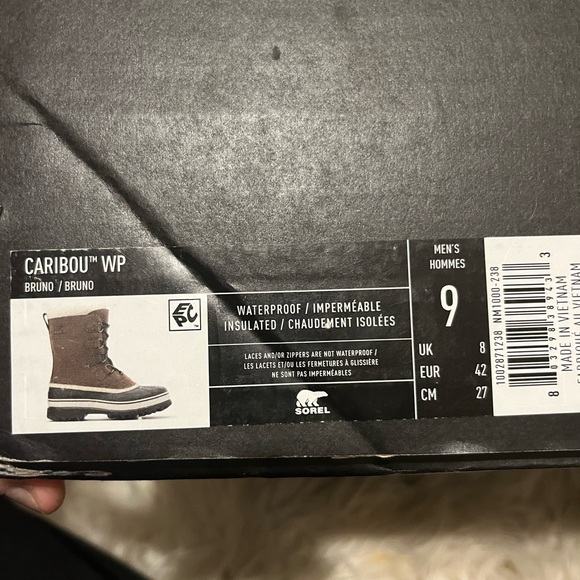 CARIBOU™ WP
BRUNO / BRUNO
EPC
WATERPROOF / IMPERMÉABLE
INSULATED / CHAUDEMENT ISOLÉES
LACES AND/OR ZIPPERS ARE NOT WATERPROOF /
LES LACETS ET/OU LES FERMETURES À GLISSIÈRE
NE SONT PAS IMPERMÉABLES
SOREL
MEN'S
HOMMES
9
UK 8
EUR 42
CM 27
1002871238 NM1000-238
MADE IN VIETNAM